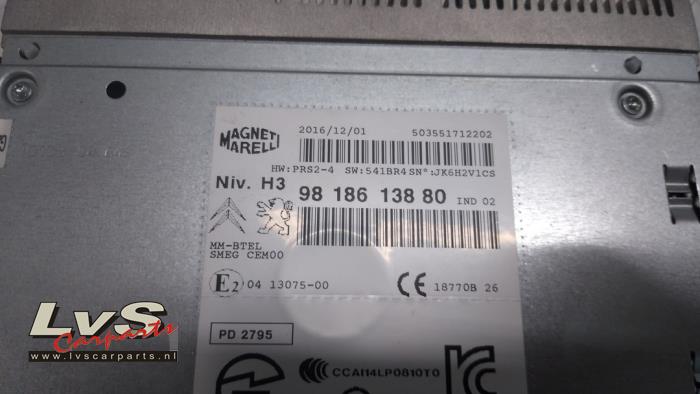 MAGNETI MARELLI
2016/12/01 503551712202
HW:PRS2-4 SW:541BR4 SN°:JK6H2V1CS
Niv. H3 98 186 138 80 IND 02
MM-BTEL
SMEG CEM00
E2 04 13075-00 CE 18770B 26
PD 2795
CCAI14LP0810T0
LvS
Carparts
www.lvscarparts.nl